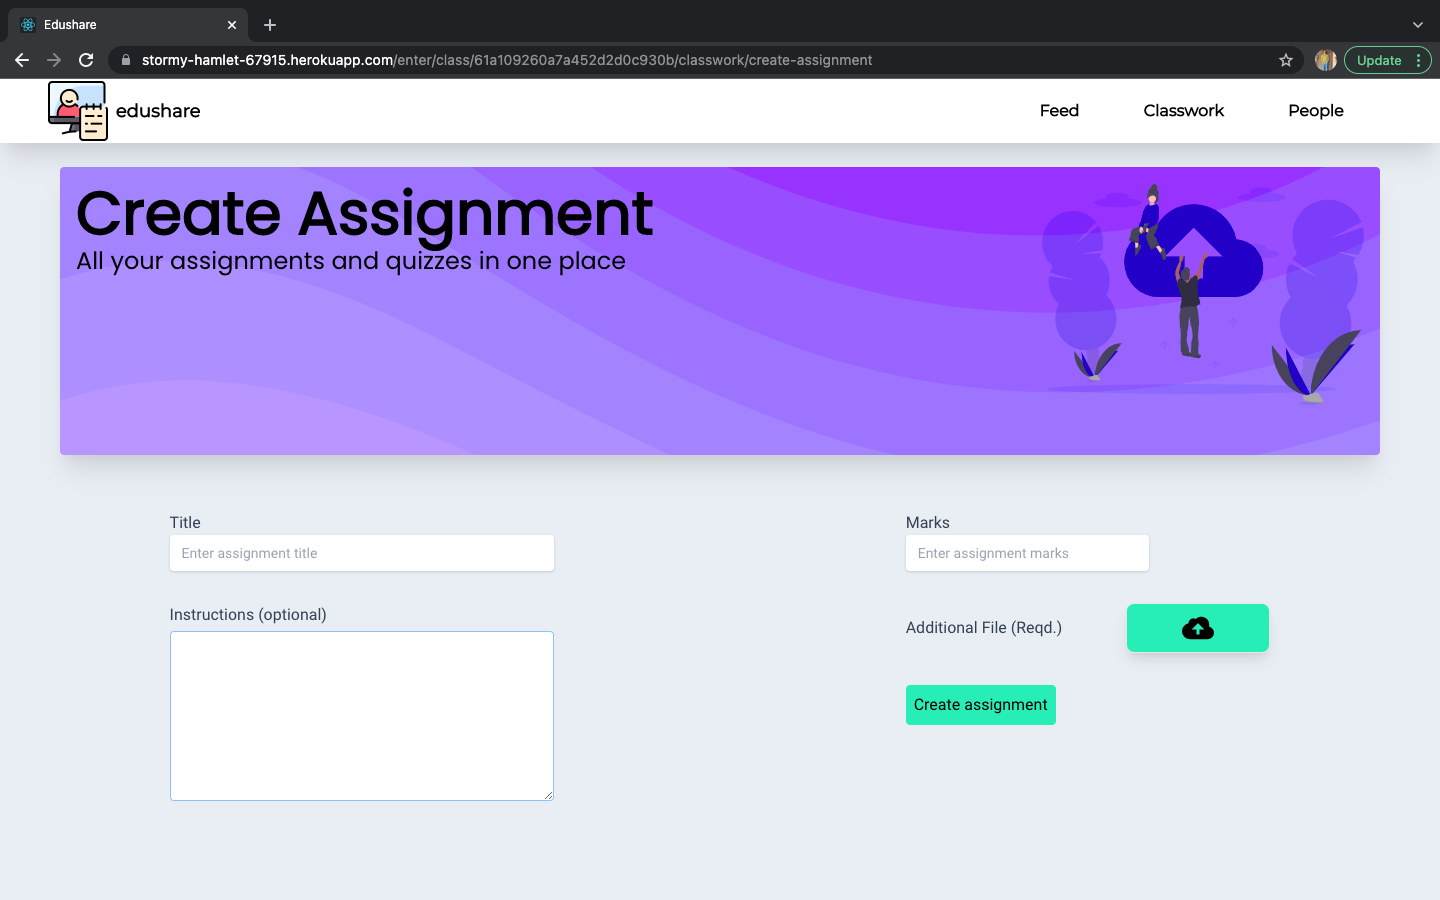 Edushare
stormy-hamlet-67915.herokuapp.com/enter/class/61a109260a7a452d2d0c930b/classwork/create-assignment
Update
edushare
Feed
Classwork
People
Create Assignment
All your assignments and quizzes in one place
Title
Enter assignment title
Marks
Enter assignment marks
Instructions (optional)
Additional File (Reqd.)
Create assignment